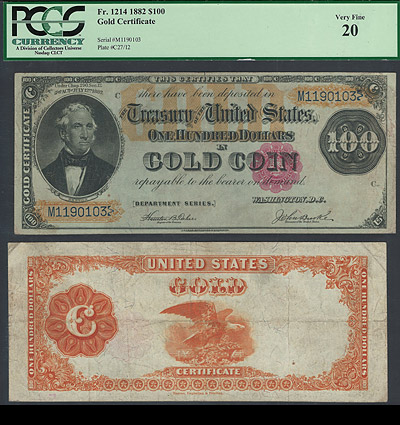 PCGS
CURRENCY
A Division of Collectors Universe
Nasdaq CLCT
Fr. 1214 1882 $100
Gold Certificate
Serial #M1190103
Plate #C27/12
Very Fine
20
THIS CERTIFIES THAT
C there have been deposited in the
M1190103
Treasury of the United States
ONE HUNDRED DOLLARS
IN
GOLD COIN
100
repayable to the bearer on demand.
C
DEPARTMENT SERIES.
WASHINGTON, D.C.
M1190103
GOLD CERTIFICATE
UNITED STATES
GOLD
C
CERTIFICATE
ONE HUNDRED DOLLARS
ONE HUNDRED DOLLARS